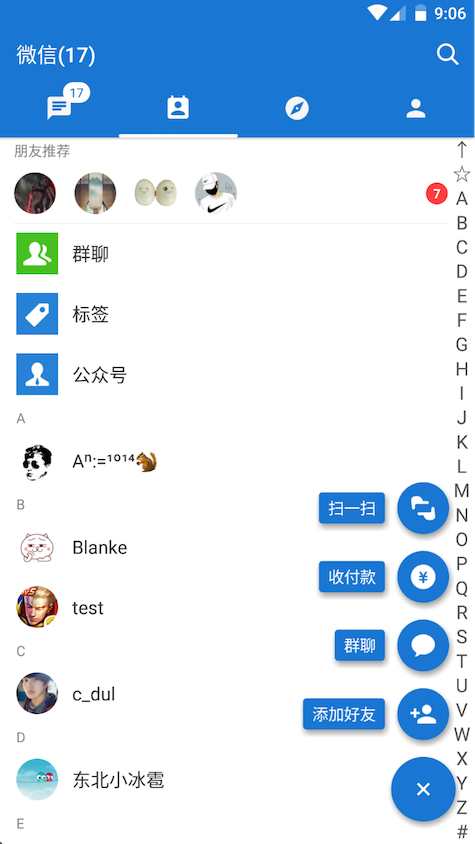 9:06
微信(17)
17
朋友推荐
7
群聊
标签
公众号
A
Aⁿ:=¹⁰¹⁴🐿
B
Blanke
test
C
c_dul
D
东北小冰雹
E
扫一扫
¥
收付款
群聊
添加好友
↑
☆
A
B
C
D
E
F
G
H
I
J
K
L
M
N
O
P
Q
R
S
T
U
V
W
X
Y
Z
#